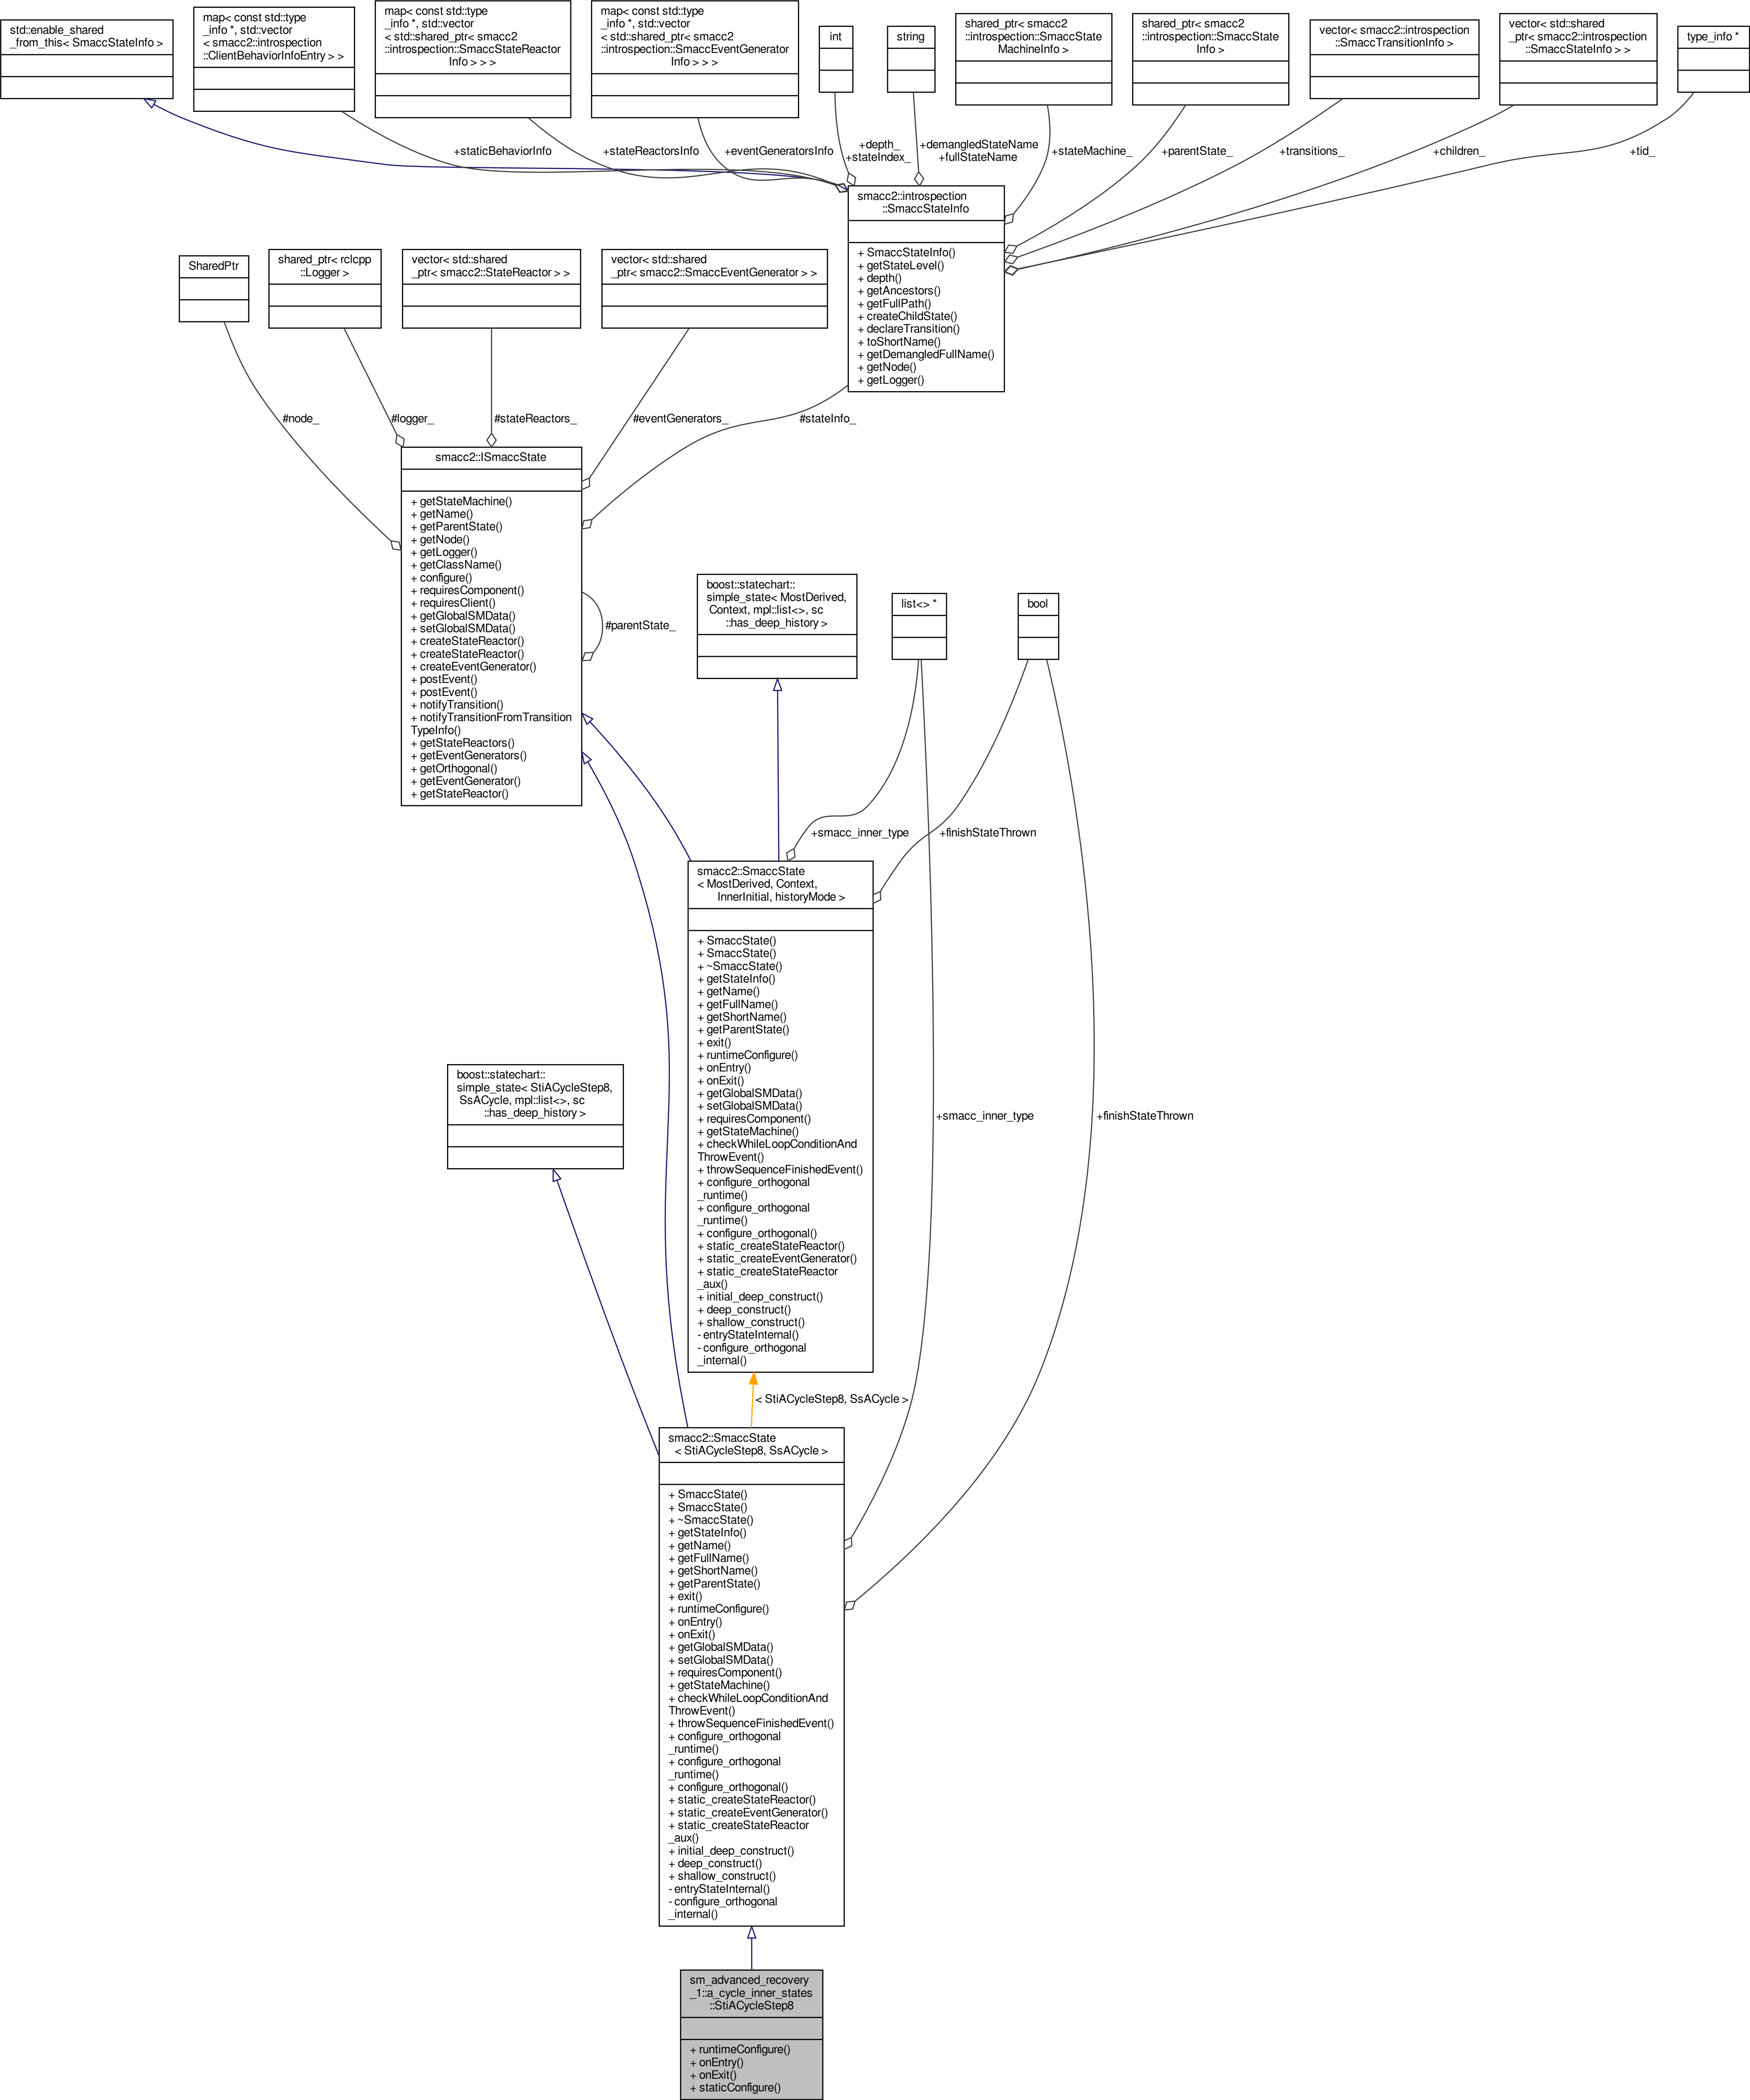 std::enable_shared
_from_this< SmaccStateInfo >
map< const std::type
_info *, std::vector
< smacc2::introspection
::ClientBehaviorInfoEntry > >
map< const std::type
_info *, std::vector
< std::shared_ptr< smacc2
::introspection::SmaccStateReactor
Info > > >
map< const std::type
_info *, std::vector
< std::shared_ptr< smacc2
::introspection::SmaccEventGenerator
Info > > >
int
string
shared_ptr< smacc2
::introspection::SmaccState
MachineInfo >
shared_ptr< smacc2
::introspection::SmaccState
Info >
vector< smacc2::introspection
::SmaccTransitionInfo >
vector< std::shared
_ptr< smacc2::introspection
::SmaccStateInfo > >
type_info *
+staticBehaviorInfo
+stateReactorsInfo
+eventGeneratorsInfo
+depth_
+stateIndex_
+demangledStateName
+fullStateName
+stateMachine_
+parentState_
+transitions_
+children_
+tid_
smacc2::introspection
::SmaccStateInfo
+ SmaccStateInfo()
+ getStateLevel()
+ depth()
+ getAncestors()
+ getFullPath()
+ createChildState()
+ declareTransition()
+ toShortName()
+ getDemangledFullName()
+ getNode()
+ getLogger()
SharedPtr
shared_ptr< rclcpp
::Logger >
vector< std::shared
_ptr< smacc2::StateReactor > >
vector< std::shared
_ptr< smacc2::SmaccEventGenerator > >
#node_
#logger_
#stateReactors_
#eventGenerators_
#stateInfo_
smacc2::ISmaccState
+ getStateMachine()
+ getName()
+ getParentState()
+ getNode()
+ getLogger()
+ getClassName()
+ configure()
+ requiresComponent()
+ requiresClient()
+ getGlobalSMData()
+ setGlobalSMData()
+ createStateReactor()
+ createStateReactor()
+ createEventGenerator()
+ postEvent()
+ postEvent()
+ notifyTransition()
+ notifyTransitionFromTransition
TypeInfo()
+ getStateReactors()
+ getEventGenerators()
+ getOrthogonal()
+ getEventGenerator()
+ getStateReactor()
#parentState_
boost::statechart::
simple_state< MostDerived,
Context, mpl::list<>, sc
::has_deep_history >
list<> *
bool
+smacc_inner_type
+finishStateThrown
smacc2::SmaccState
< MostDerived, Context,
InnerInitial, historyMode >
+ SmaccState()
+ SmaccState()
+ ~SmaccState()
+ getStateInfo()
+ getName()
+ getFullName()
+ getShortName()
+ getParentState()
+ exit()
+ runtimeConfigure()
+ onEntry()
+ onExit()
+ getGlobalSMData()
+ setGlobalSMData()
+ requiresComponent()
+ getStateMachine()
+ checkWhileLoopConditionAnd
ThrowEvent()
+ throwSequenceFinishedEvent()
+ configure_orthogonal
_runtime()
+ configure_orthogonal
_runtime()
+ configure_orthogonal()
+ static_createStateReactor()
+ static_createEventGenerator()
+ static_createStateReactor
_aux()
+ initial_deep_construct()
+ deep_construct()
+ shallow_construct()
- entryStateInternal()
- configure_orthogonal
_internal()
boost::statechart::
simple_state< StiACycleStep8,
SsACycle, mpl::list<>, sc
::has_deep_history >
+smacc_inner_type
+finishStateThrown
< StiACycleStep8, SsACycle >
smacc2::SmaccState
< StiACycleStep8, SsACycle >
+ SmaccState()
+ SmaccState()
+ ~SmaccState()
+ getStateInfo()
+ getName()
+ getFullName()
+ getShortName()
+ getParentState()
+ exit()
+ runtimeConfigure()
+ onEntry()
+ onExit()
+ getGlobalSMData()
+ setGlobalSMData()
+ requiresComponent()
+ getStateMachine()
+ checkWhileLoopConditionAnd
ThrowEvent()
+ throwSequenceFinishedEvent()
+ configure_orthogonal
_runtime()
+ configure_orthogonal
_runtime()
+ configure_orthogonal()
+ static_createStateReactor()
+ static_createEventGenerator()
+ static_createStateReactor
_aux()
+ initial_deep_construct()
+ deep_construct()
+ shallow_construct()
- entryStateInternal()
- configure_orthogonal
_internal()
sm_advanced_recovery
_1::a_cycle_inner_states
::StiACycleStep8
+ runtimeConfigure()
+ onEntry()
+ onExit()
+ staticConfigure()